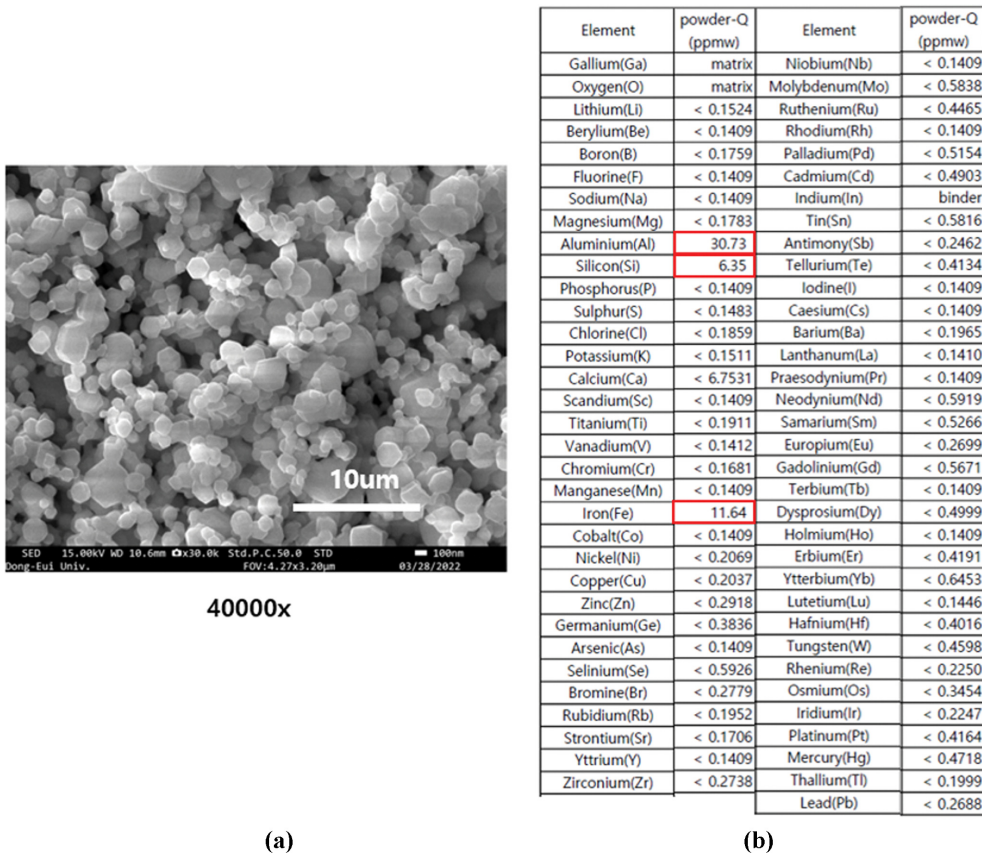 10um
SED 15.00kV WD 10.6mm x30.0k Std.P.C.50.0 STD 100nm
Dong-Eui Univ. FOV:4.27x3.20μm 03/28/2022
40000x
(a)
Element powder-Q (ppmw) Element powder-Q (ppmw)
Gallium(Ga) matrix Niobium(Nb) < 0.1409
Oxygen(O) matrix Molybdenum(Mo) < 0.5838
Lithium(Li) < 0.1524 Ruthenium(Ru) < 0.4465
Berylium(Be) < 0.1409 Rhodium(Rh) < 0.1409
Boron(B) < 0.1759 Palladium(Pd) < 0.5154
Fluorine(F) < 0.1409 Cadmium(Cd) < 0.4903
Sodium(Na) < 0.1409 Indium(In) binder
Magnesium(Mg) < 0.1783 Tin(Sn) < 0.5816
Aluminium(Al) 30.73 Antimony(Sb) < 0.2462
Silicon(Si) 6.35 Tellurium(Te) < 0.4134
Phosphorus(P) < 0.1409 Iodine(I) < 0.1409
Sulphur(S) < 0.1483 Caesium(Cs) < 0.1409
Chlorine(Cl) < 0.1859 Barium(Ba) < 0.1965
Potassium(K) < 0.1511 Lanthanum(La) < 0.1410
Calcium(Ca) < 6.7531 Praesodynium(Pr) < 0.1409
Scandium(Sc) < 0.1409 Neodynium(Nd) < 0.5919
Titanium(Ti) < 0.1911 Samarium(Sm) < 0.5266
Vanadium(V) < 0.1412 Europium(Eu) < 0.2699
Chromium(Cr) < 0.1681 Gadolinium(Gd) < 0.5671
Manganese(Mn) < 0.1409 Terbium(Tb) < 0.1409
Iron(Fe) 11.64 Dysprosium(Dy) < 0.4999
Cobalt(Co) < 0.1409 Holmium(Ho) < 0.1409
Nickel(Ni) < 0.2069 Erbium(Er) < 0.4191
Copper(Cu) < 0.2037 Ytterbium(Yb) < 0.6453
Zinc(Zn) < 0.2918 Lutetium(Lu) < 0.1446
Germanium(Ge) < 0.3836 Hafnium(Hf) < 0.4016
Arsenic(As) < 0.1409 Tungsten(W) < 0.4598
Selinium(Se) < 0.5926 Rhenium(Re) < 0.2250
Bromine(Br) < 0.2779 Osmium(Os) < 0.3454
Rubidium(Rb) < 0.1952 Iridium(Ir) < 0.2247
Strontium(Sr) < 0.1706 Platinum(Pt) < 0.4164
Yttrium(Y) < 0.1409 Mercury(Hg) < 0.4718
Zirconium(Zr) < 0.2738 Thallium(Tl) < 0.1999
Lead(Pb) < 0.2688
(b)